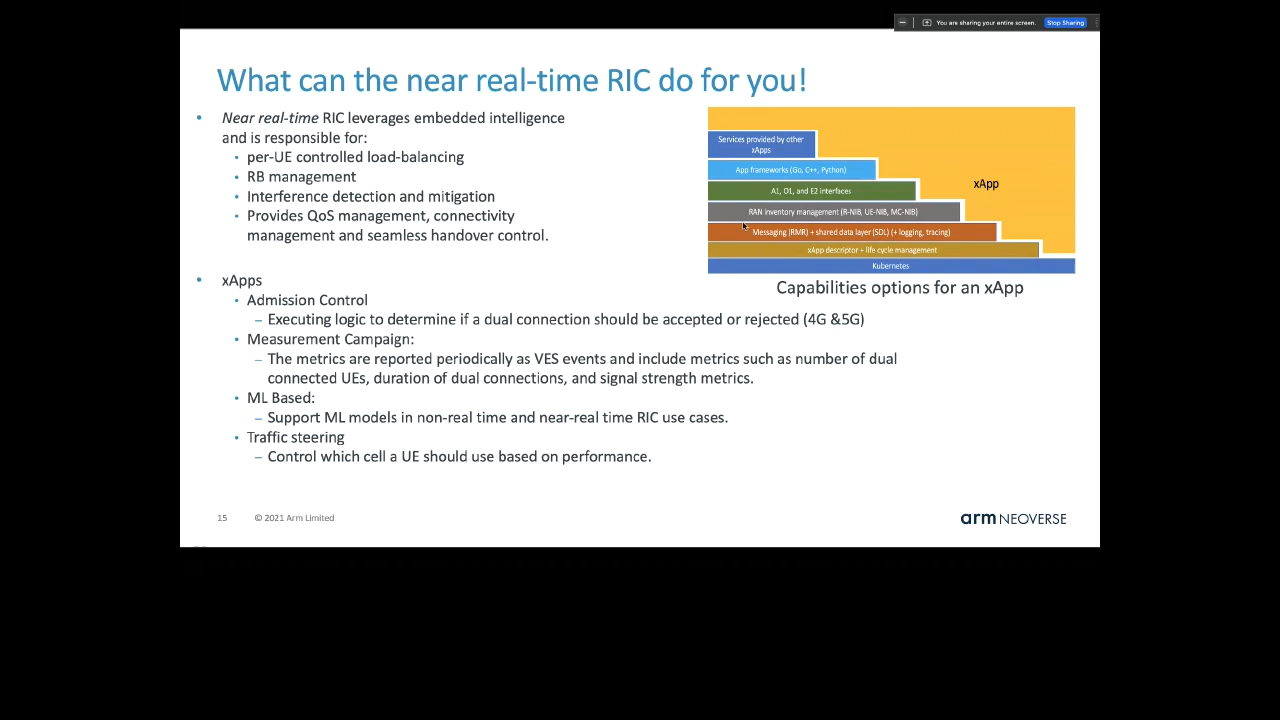 You are sharing your entire screen.
Stop Sharing
What can the near real-time RIC do for you!
• Near real-time RIC leverages embedded intelligence
and is responsible for:
• per-UE controlled load-balancing
• RB management
• Interference detection and mitigation
• Provides QoS management, connectivity
management and seamless handover control.
Services provided by other
xApps
App frameworks (Go, C++, Python)
A1, O1, and E2 interfaces
RAN inventory management (R-NIB, UE-NIB, MC-NIB)
Messaging (RMR) + shared data layer (SDL) (+ logging, tracing)
xApp descriptor + life cycle management
Kubernetes
xApp
Capabilities options for an xApp
• xApps
• Admission Control
– Executing logic to determine if a dual connection should be accepted or rejected (4G &5G)
• Measurement Campaign:
– The metrics are reported periodically as VES events and include metrics such as number of dual
connected UEs, duration of dual connections, and signal strength metrics.
• ML Based:
– Support ML models in non-real time and near-real time RIC use cases.
• Traffic steering
– Control which cell a UE should use based on performance.
15 © 2021 Arm Limited
arm NEOVERSE